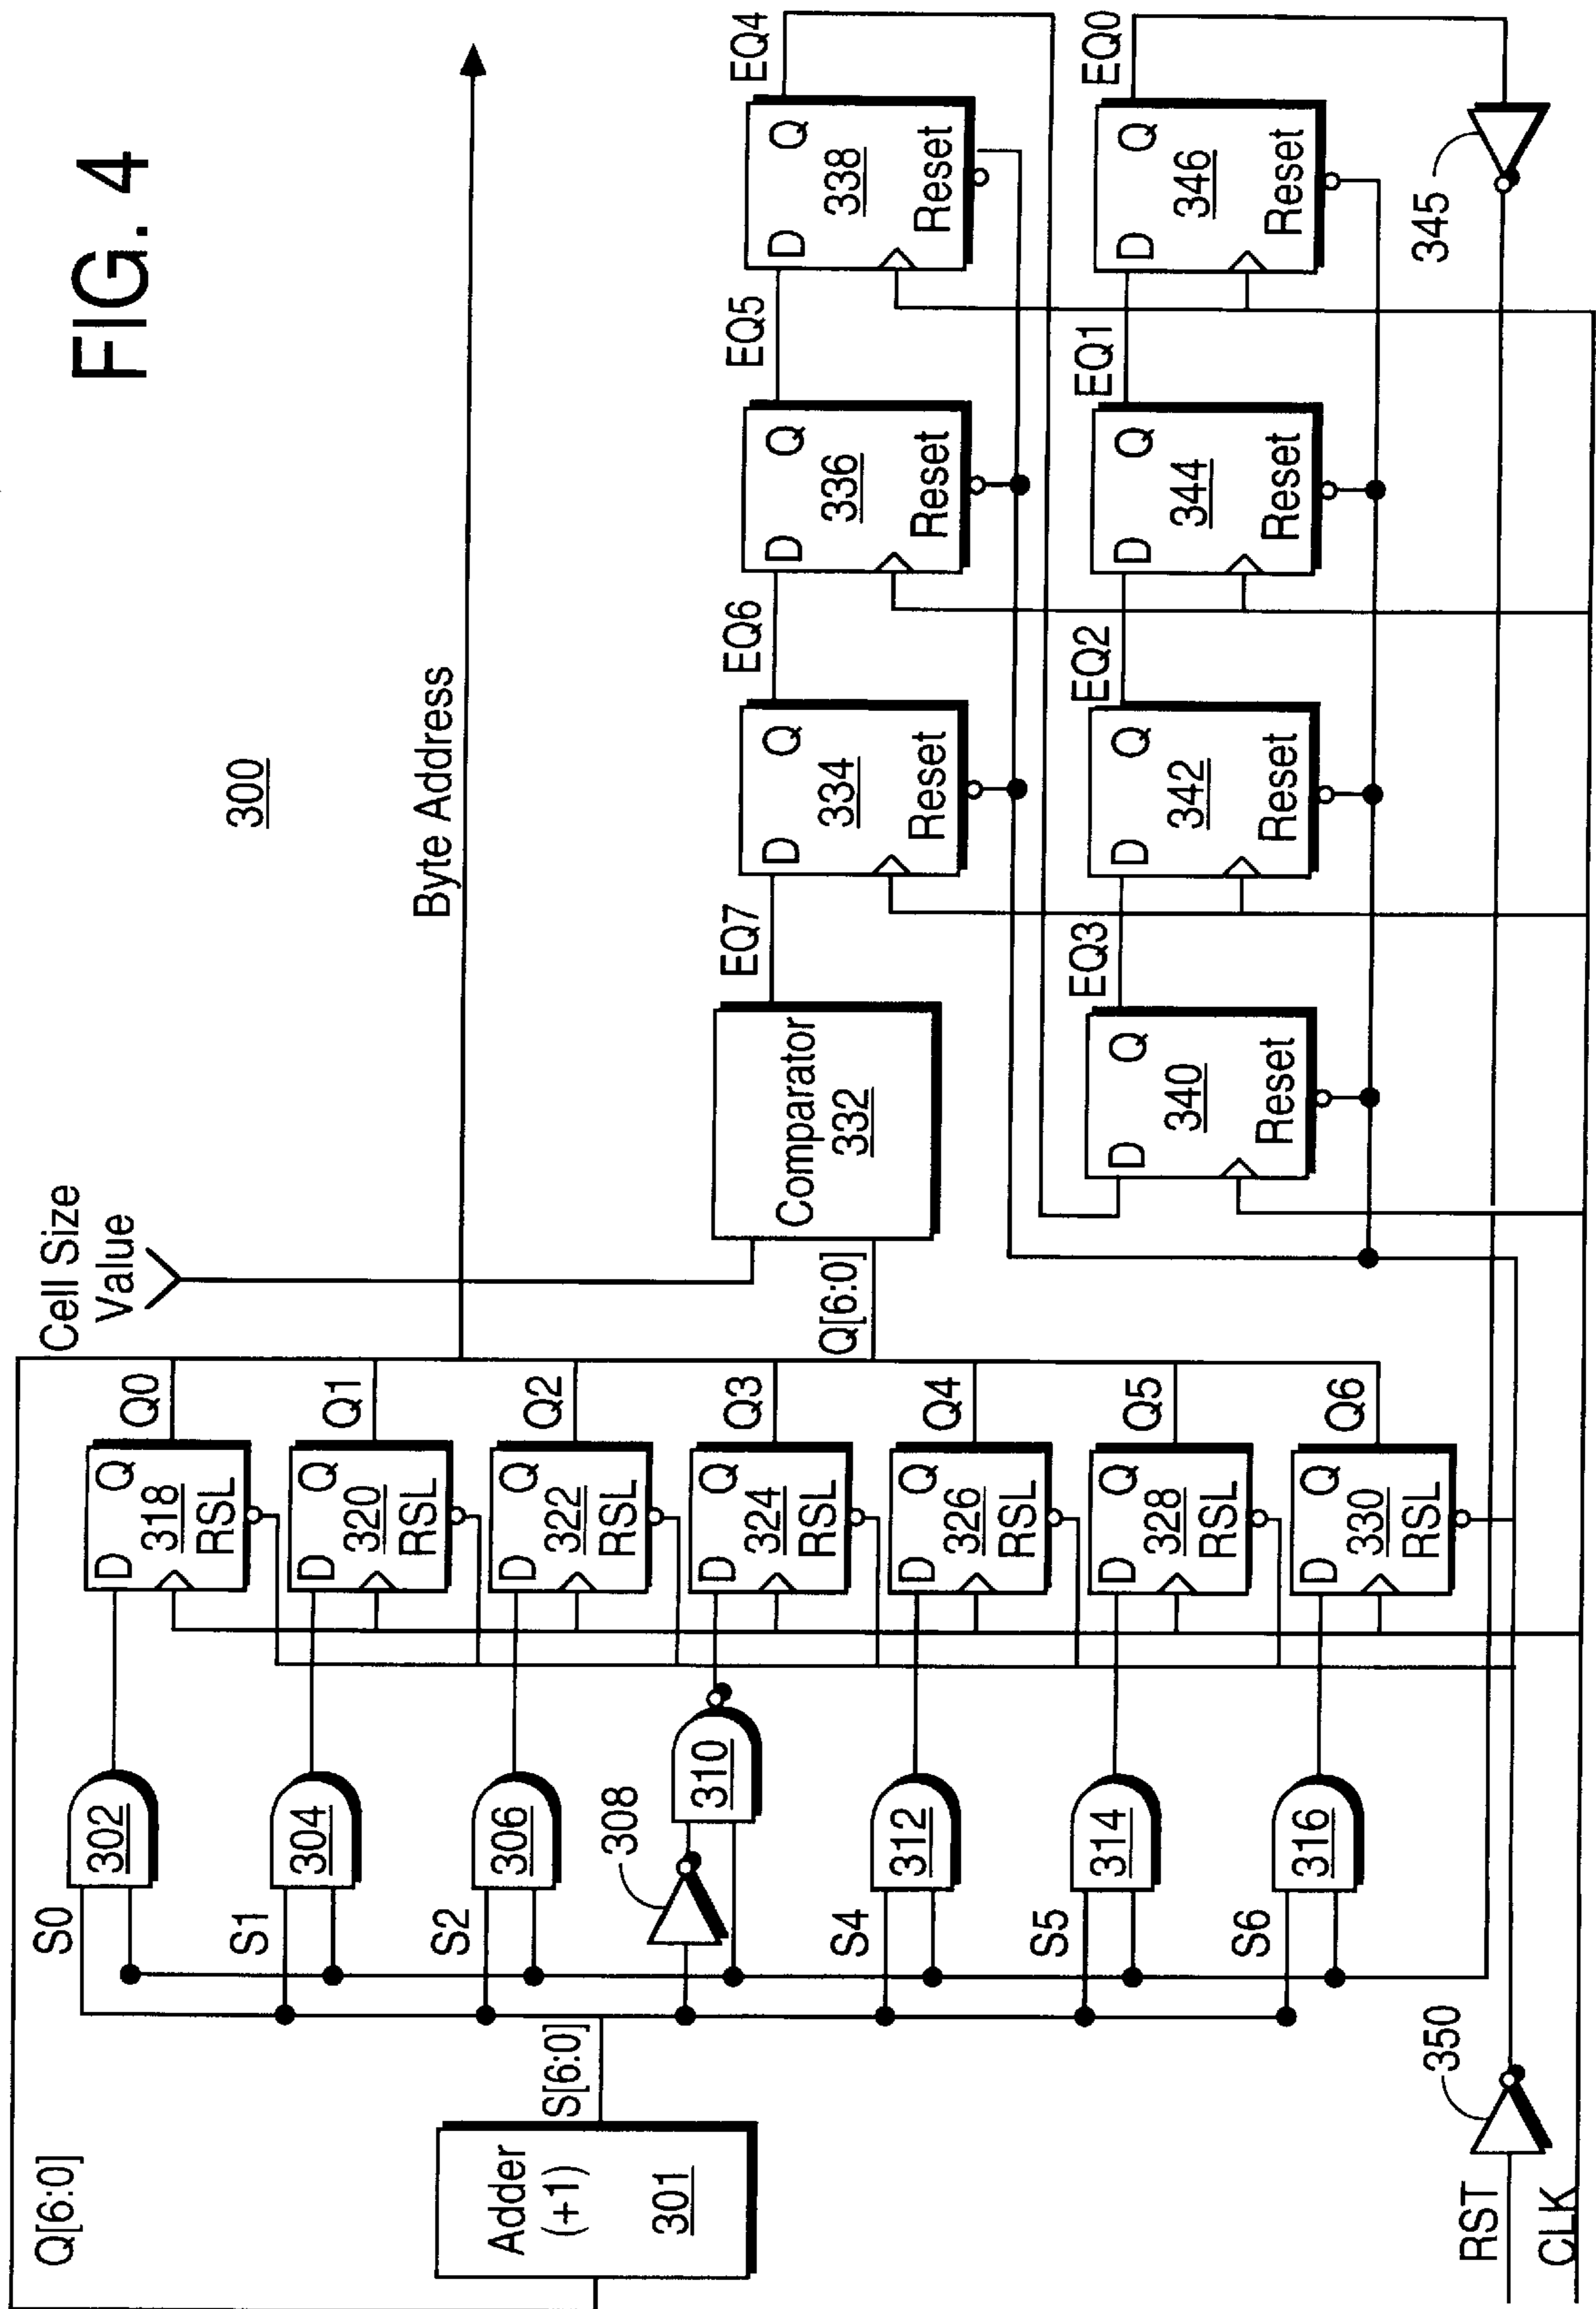 FIG. 4
300
Q[6:0]
Adder
(+1)
301
S[6:0]
S0
302
S1
304
S2
306
308
310
S4
312
S5
314
S6
316
D Q
318
RSL
Q0
D Q
320
RSL
Q1
D Q
322
RSL
Q2
D Q
324
RSL
Q3
D Q
326
RSL
Q4
D Q
328
RSL
Q5
D Q
330
RSL
Q6
Cell Size
Value
Byte Address
Q[6:0]
Comparator
332
EQ7
D Q
334
Reset
EQ6
D Q
336
Reset
EQ5
D Q
338
Reset
EQ4
D Q
340
Reset
EQ3
D Q
342
Reset
EQ2
D Q
344
Reset
EQ1
D Q
346
Reset
EQ0
345
350
RST
CLK